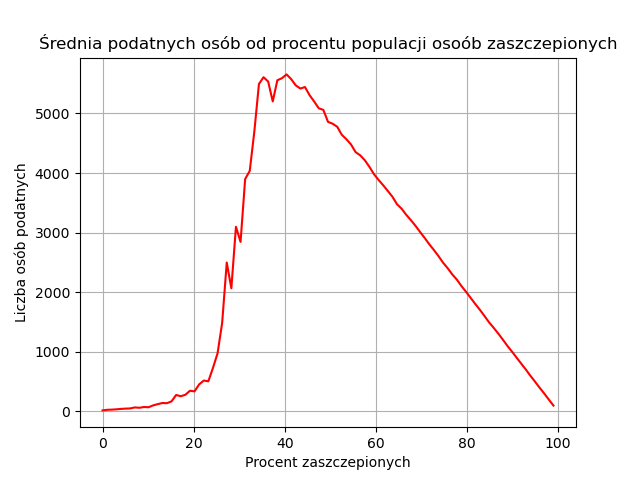 Średnia podatnych osób od procentu populacji osoób zaszczepionych
5000
4000
3000
2000
1000
0
Liczba osób podatnych
0 20 40 60 80 100
Procent zaszczepionych